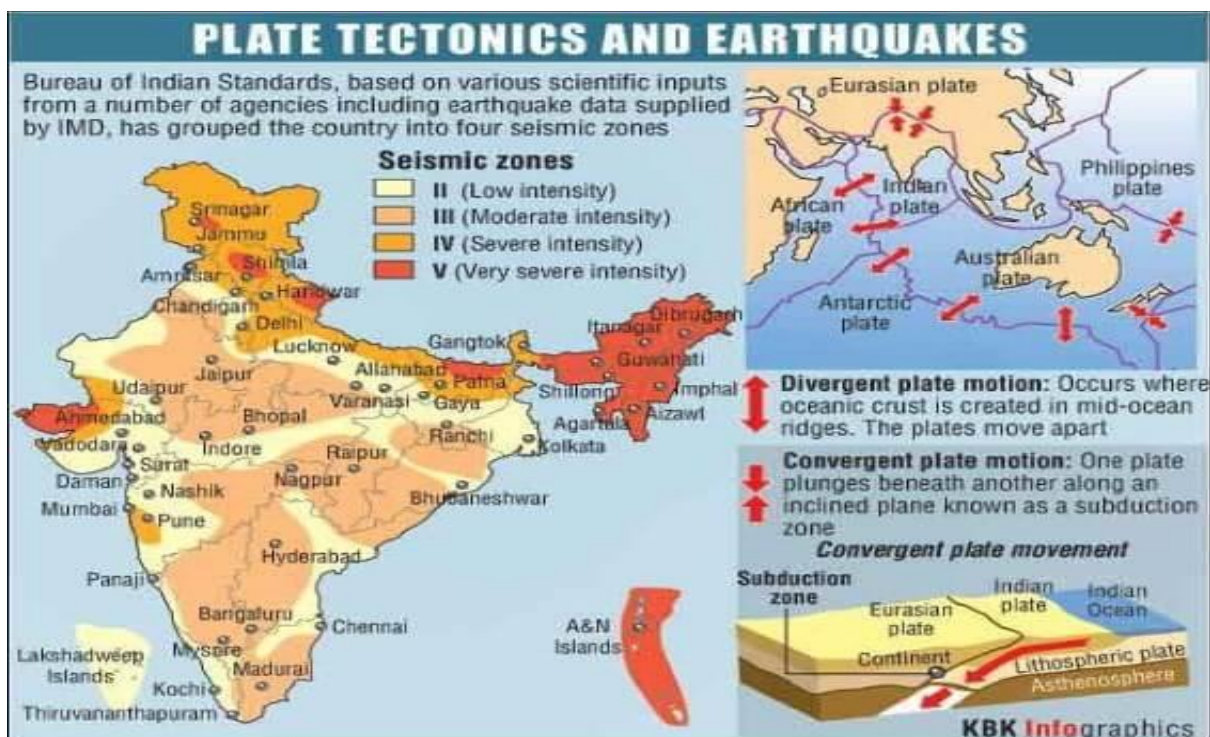 PLATE TECTONICS AND EARTHQUAKES
Bureau of Indian Standards, based on various scientific inputs
from a number of agencies including earthquake data supplied
by IMD, has grouped the country into four seismic zones
Seismic zones
II (Low intensity)
III (Moderate intensity)
IV (Severe intensity)
V (Very severe intensity)
Srinagar
Jammu
Shimla
Amritsar
Chandigarh
Haridwar
Delhi
Lucknow
Gangtok
Itanagar
Dibrugarh
Guwahati
Jaipur
Allahabad
Patna
Shillong
Imphal
Udaipur
Varanasi
Gaya
Agartala
Aizawl
Ahmedabad
Bhopal
Ranchi
Kolkata
Vadodara
Indore
Raipur
Surat
Daman
Nagpur
Nashik
Bhubaneshwar
Mumbai
Pune
Hyderabad
Panaji
Bangaluru
Chennai
Mysore
Madurai
Lakshadweep
Islands
Kochi
Thiruvananthapuram
A&N
Islands
Eurasian plate
Philippines
plate
Indian
plate
African
plate
Australian
plate
Antarctic
plate
Divergent plate motion: Occurs where
oceanic crust is created in mid-ocean
ridges. The plates move apart
Convergent plate motion: One plate
plunges beneath another along an
inclined plane known as a subduction
zone
Convergent plate movement
Subduction
zone
Eurasian
plate
Indian
plate
Indian
Ocean
Continent
Lithospheric plate
Asthenosphere
KBK Infographics